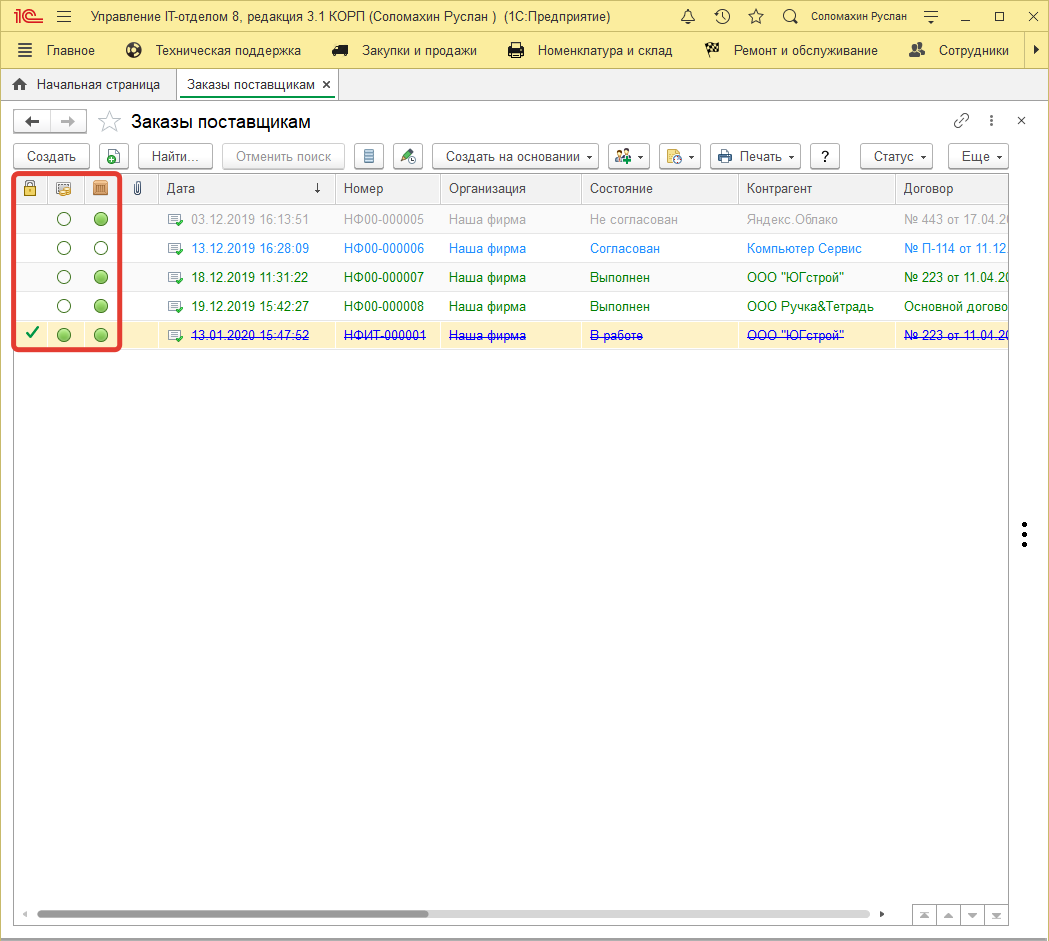 1С Управление IT-отделом 8, редакция 3.1 КОРП (Соломахин Руслан ) (1С:Предприятие) Соломахин Руслан
Главное Техническая поддержка Закупки и продажи Номенклатура и склад Ремонт и обслуживание Сотрудники
Начальная страница Заказы поставщикам ×
Заказы поставщикам
Создать Найти... Отменить поиск Создать на основании Печать ? Статус Еще
Дата ↓ Номер Организация Состояние Контрагент Договор
03.12.2019 16:13:51 НФ00-000005 Наша фирма Не согласован Яндекс.Облако № 443 от 17.04.20
13.12.2019 16:28:09 НФ00-000006 Наша фирма Согласован Компьютер Сервис № П-114 от 11.12
18.12.2019 11:31:22 НФ00-000007 Наша фирма Выполнен ООО "ЮГстрой" № 223 от 11.04.20
19.12.2019 15:42:27 НФ00-000008 Наша фирма Выполнен ООО Ручка&Тетрадь Основной догово
13.01.2020 15:47:52 НФИТ-000001 Наша фирма В работе ООО "ЮГстрой" № 223 от 11.04.20